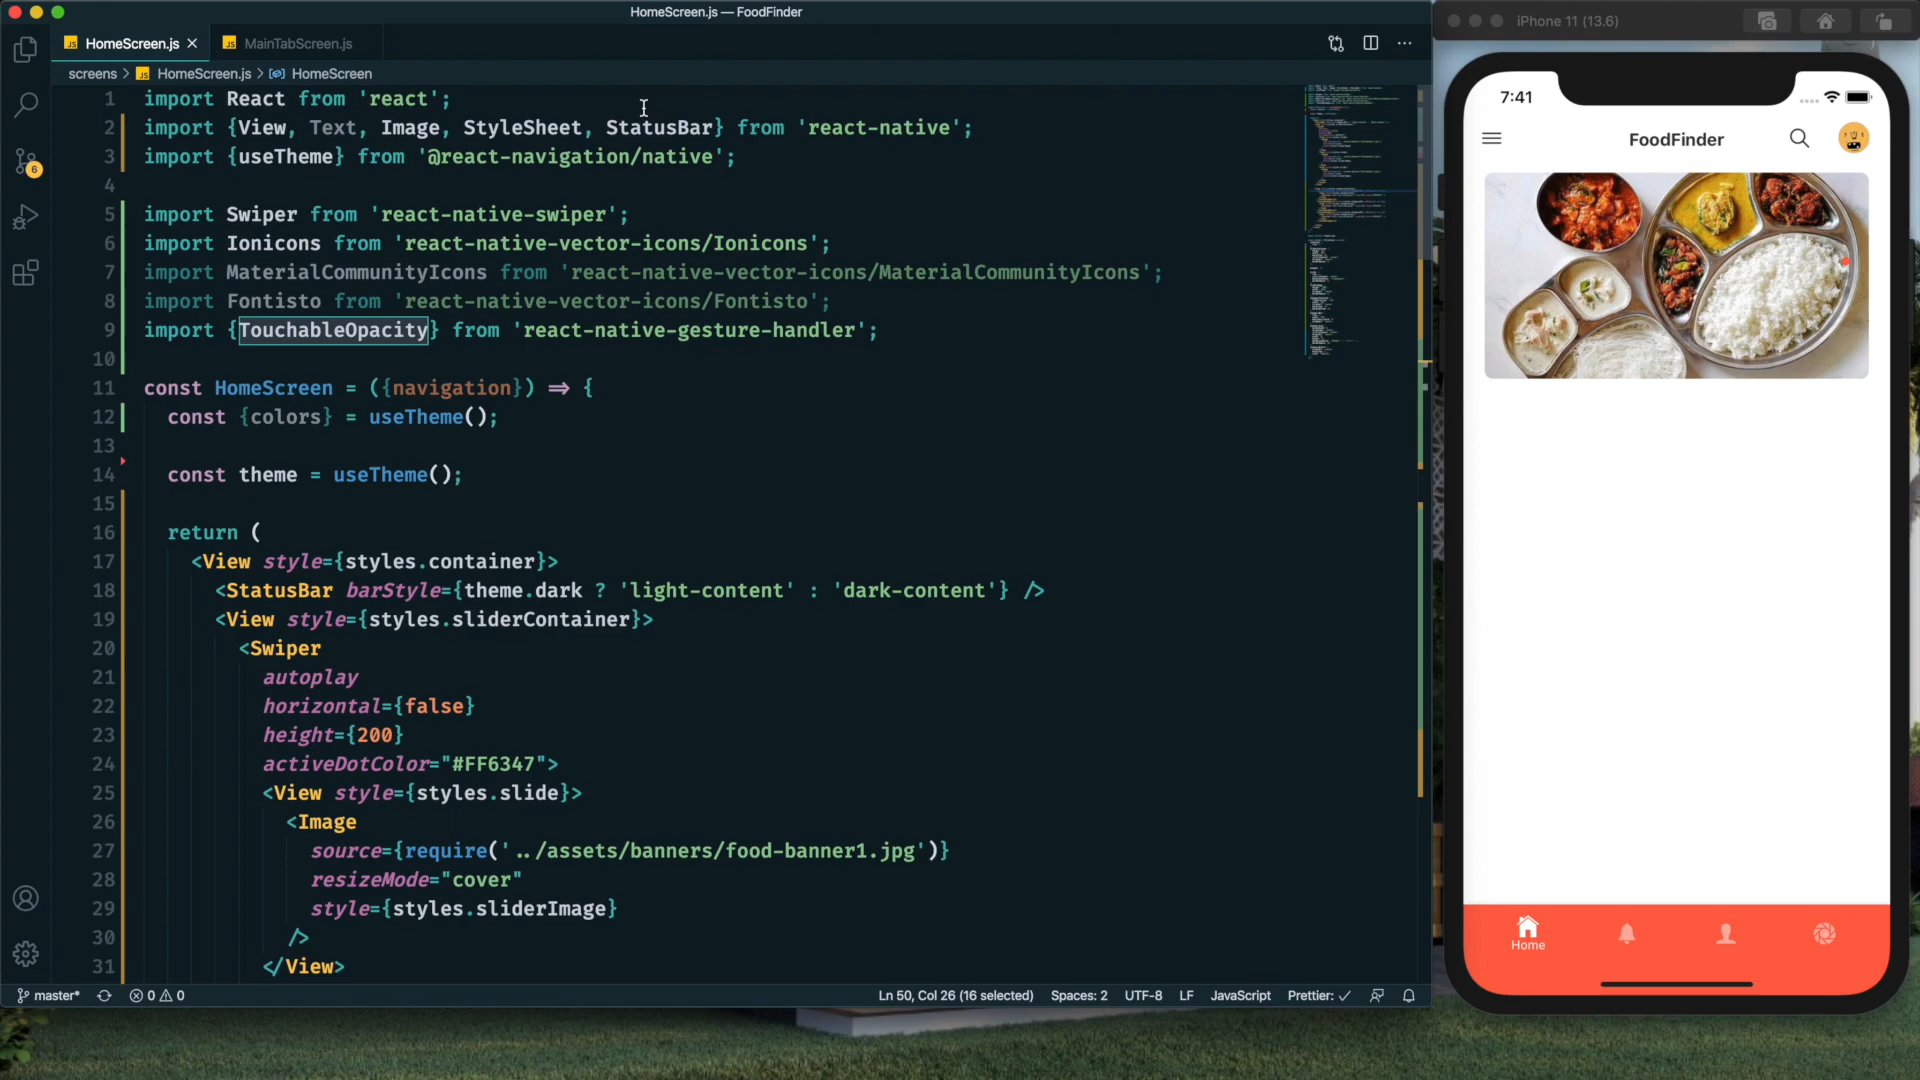 HomeScreen.js — FoodFinder
HomeScreen.js
MainTabScreen.js
screens > HomeScreen.js > HomeScreen
1 import React from 'react';
2 import {View, Text, Image, StyleSheet, StatusBar} from 'react-native';
3 import {useTheme} from '@react-navigation/native';
4
5 import Swiper from 'react-native-swiper';
6 import Ionicons from 'react-native-vector-icons/Ionicons';
7 import MaterialCommunityIcons from 'react-native-vector-icons/MaterialCommunityIcons';
8 import Fontisto from 'react-native-vector-icons/Fontisto';
9 import {TouchableOpacity} from 'react-native-gesture-handler';
10
11 const HomeScreen = ({navigation}) => {
12 const {colors} = useTheme();
13
14 const theme = useTheme();
15
16 return (
17 <View style={styles.container}>
18 <StatusBar barStyle={theme.dark ? 'light-content' : 'dark-content'} />
19 <View style={styles.sliderContainer}>
20 <Swiper
21 autoplay
22 horizontal={false}
23 height={200}
24 activeDotColor="#FF6347">
25 <View style={styles.slide}>
26 <Image
27 source={require('../assets/banners/food-banner1.jpg')}
28 resizeMode="cover"
29 style={styles.sliderImage}
30 />
31 </View>
6
master*
0 0
Ln 50, Col 26 (16 selected)
Spaces: 2
UTF-8
LF
JavaScript
Prettier: ✓
iPhone 11 (13.6)
7:41
FoodFinder
Home